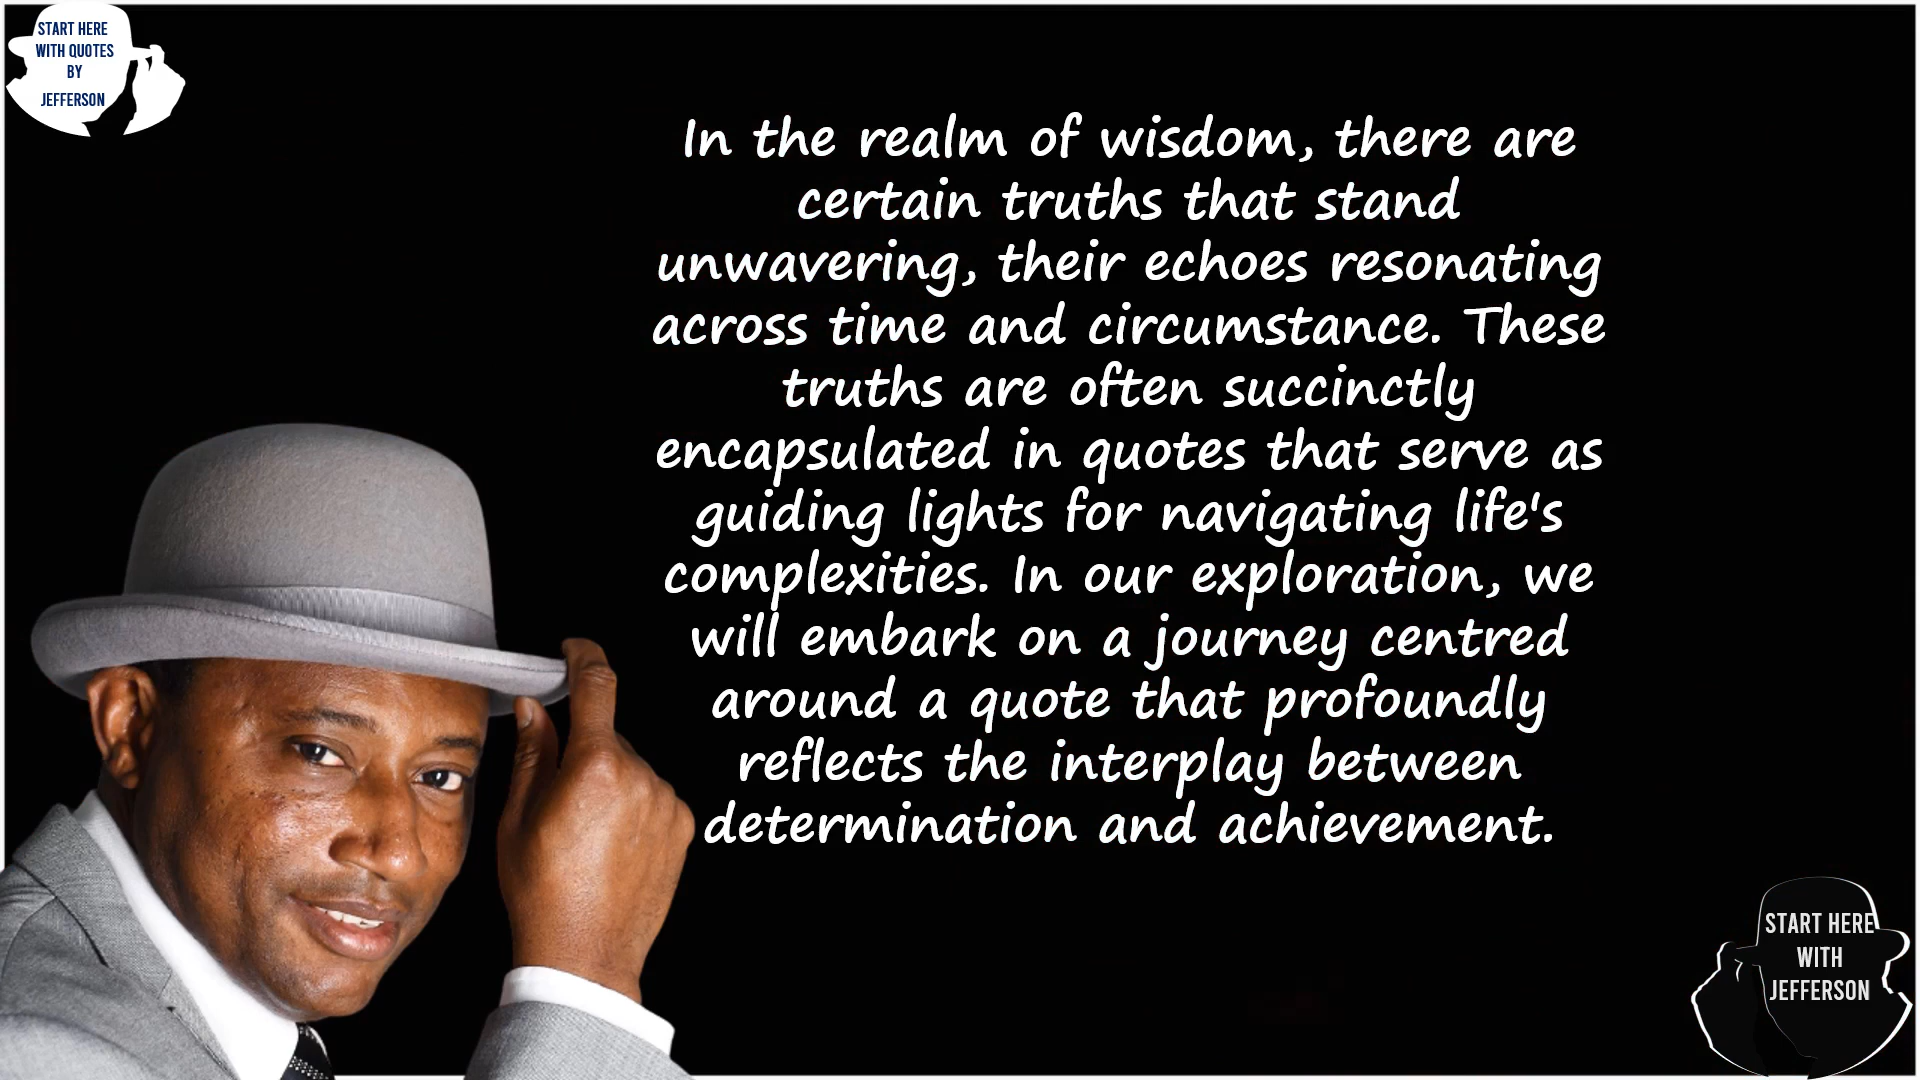 START HERE
WITH QUOTES
BY
JEFFERSON
In the realm of wisdom, there are
certain truths that stand
unwavering, their echoes resonating
across time and circumstance. These
truths are often succinctly
encapsulated in quotes that serve as
guiding lights for navigating life's
complexities. In our exploration, we
will embark on a journey centred
around a quote that profoundly
reflects the interplay between
determination and achievement.
START HERE
WITH
JEFFERSON